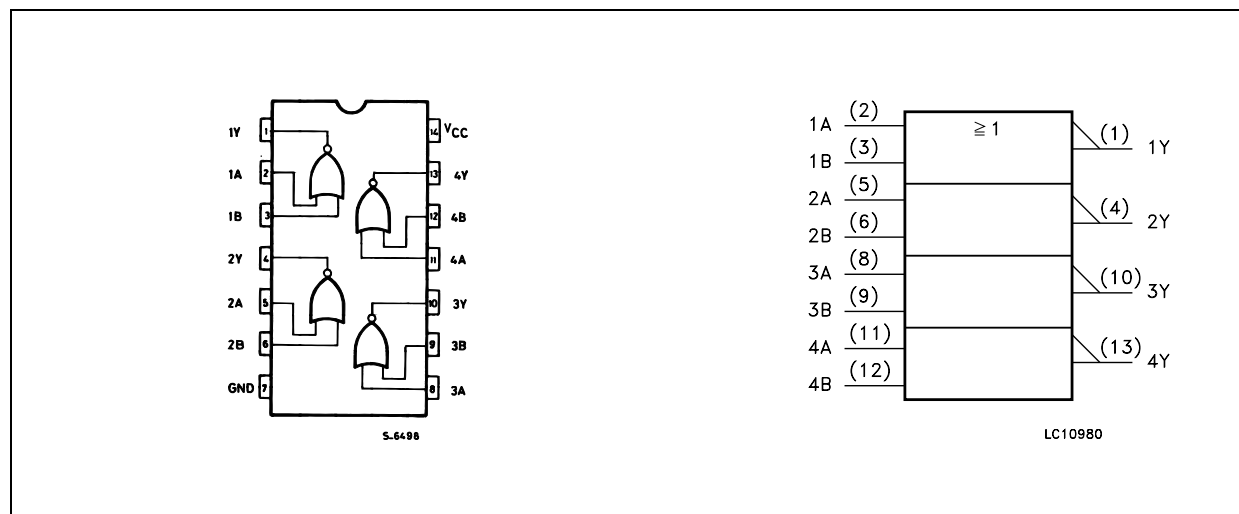 1Y 1 14 VCC
1A 2 13 4Y
1B 3 12 4B
2Y 4 11 4A
2A 5 10 3Y
2B 6 9 3B
GND 7 8 3A
S-6498
1A (2) ≧1 (1) 1Y
1B (3)
2A (5) (4) 2Y
2B (6)
3A (8) (10) 3Y
3B (9)
4A (11) (13) 4Y
4B (12)
LC10980